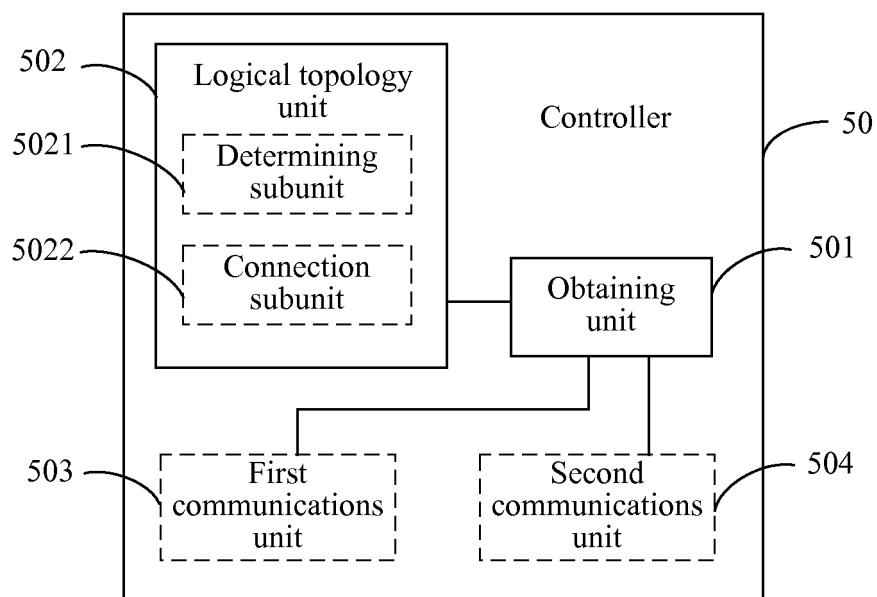 502
Logical topology
unit
Controller
50
5021
Determining
subunit
5022
Connection
subunit
501
Obtaining
unit
503
First
communications
unit
Second
communications
unit
504